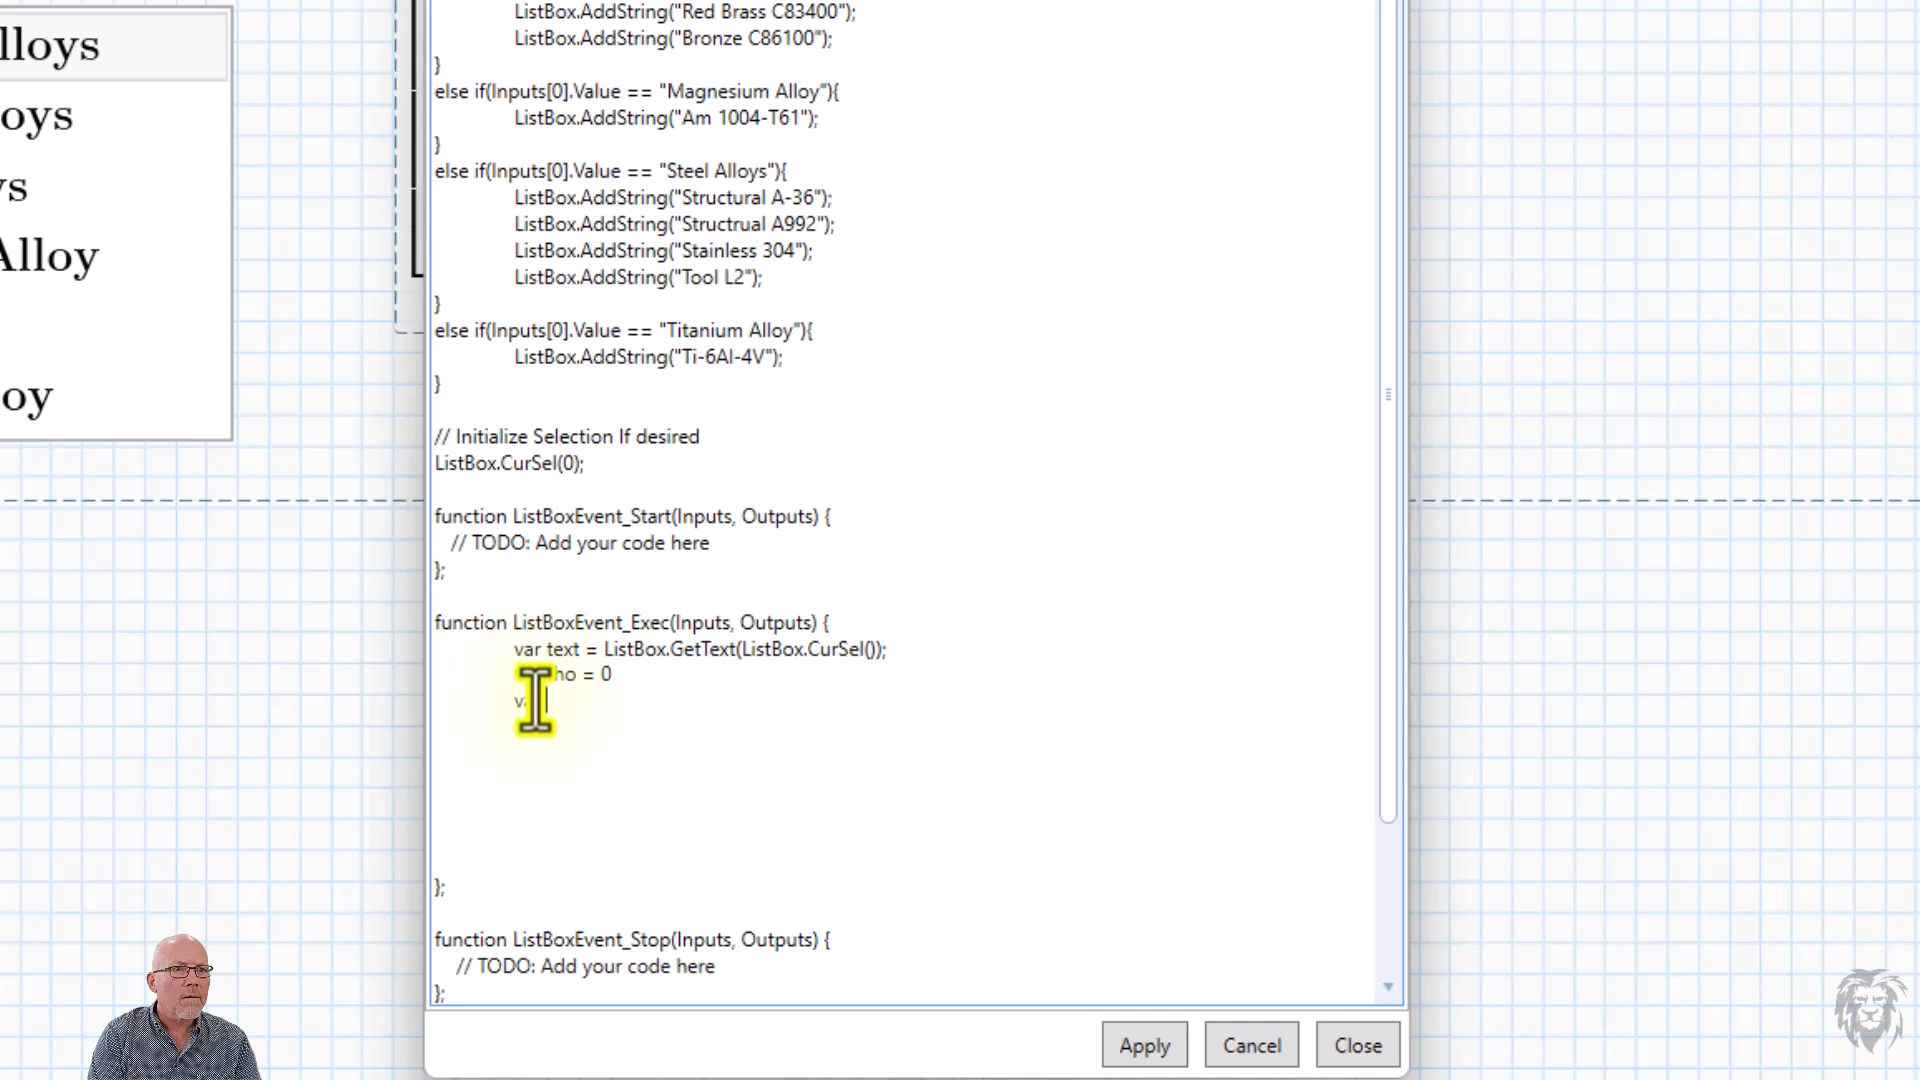 lloys
oys
ys
Alloy
oy
ListBox.AddString("Red Brass C83400");
ListBox.AddString("Bronze C86100");
}
else if(Inputs[0].Value == "Magnesium Alloy"){
ListBox.AddString("Am 1004-T61");
}
else if(Inputs[0].Value == "Steel Alloys"){
ListBox.AddString("Structural A-36");
ListBox.AddString("Structrual A992");
ListBox.AddString("Stainless 304");
ListBox.AddString("Tool L2");
}
else if(Inputs[0].Value == "Titanium Alloy"){
ListBox.AddString("Ti-6Al-4V");
}
// Initialize Selection If desired
ListBox.CurSel(0);
function ListBoxEvent_Start(Inputs, Outputs) {
// TODO: Add your code here
};
function ListBoxEvent_Exec(Inputs, Outputs) {
var text = ListBox.GetText(ListBox.CurSel());
ho = 0
};
function ListBoxEvent_Stop(Inputs, Outputs) {
// TODO: Add your code here
};
Apply Cancel Close